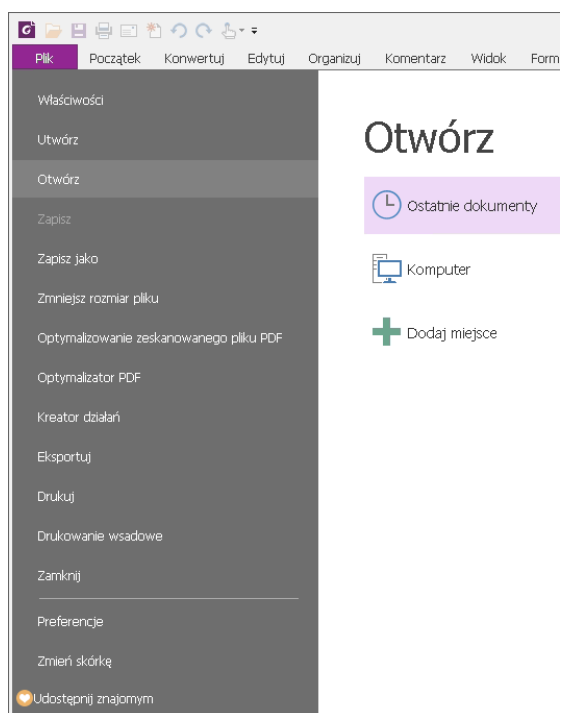 Plik Początek Konwertuj Edytuj Organizuj Komentarz Widok Form
Właściwości
Utwórz
Otwórz
Zapisz
Zapisz jako
Zmniejsz rozmiar pliku
Optymalizowanie zeskanowanego pliku PDF
Optymalizator PDF
Kreator działań
Eksportuj
Drukuj
Drukowanie wsadowe
Zamknij
Preferencje
Zmień skórkę
Udostępnij znajomym
Otwórz
Ostatnie dokumenty
Komputer
Dodaj miejsce